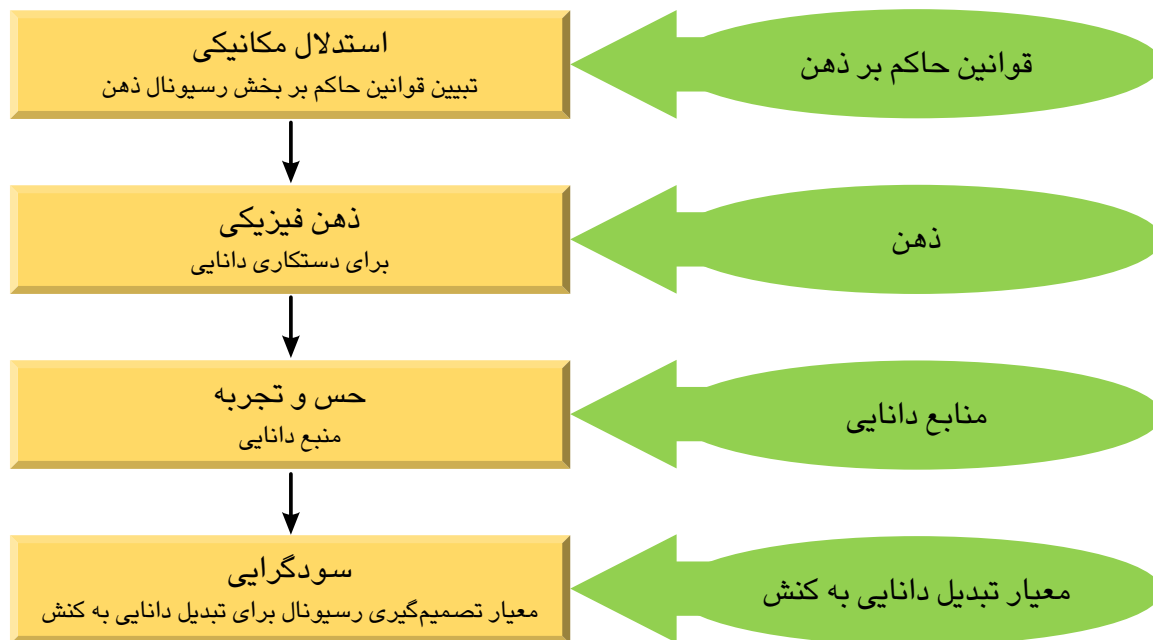 قوانین حاکم بر ذهن
استدلال مکانیکی
تبیین قوانین حاکم بر بخش رسیونال ذهن
ذهن
ذهن فیزیکی
برای دستکاری دانایی
منابع دانایی
حس و تجربه
منبع دانایی
معیار تبدیل دانایی به کنش
سودگرایی
معیار تصمیم‌گیری رسیونال برای تبدیل دانایی به کنش